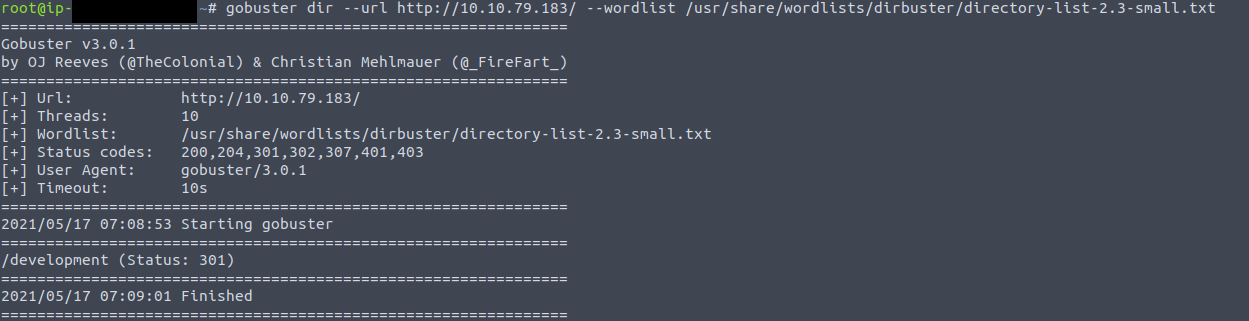 root@ip- ~# gobuster dir --url http://10.10.79.183/ --wordlist /usr/share/wordlists/dirbuster/directory-list-2.3-small.txt
===============================================================
Gobuster v3.0.1
by OJ Reeves (@TheColonial) & Christian Mehlmauer (@_FireFart_)
===============================================================
[+] Url:            http://10.10.79.183/
[+] Threads:        10
[+] Wordlist:       /usr/share/wordlists/dirbuster/directory-list-2.3-small.txt
[+] Status codes:   200,204,301,302,307,401,403
[+] User Agent:     gobuster/3.0.1
[+] Timeout:        10s
===============================================================
2021/05/17 07:08:53 Starting gobuster
===============================================================
/development (Status: 301)
===============================================================
2021/05/17 07:09:01 Finished
===============================================================